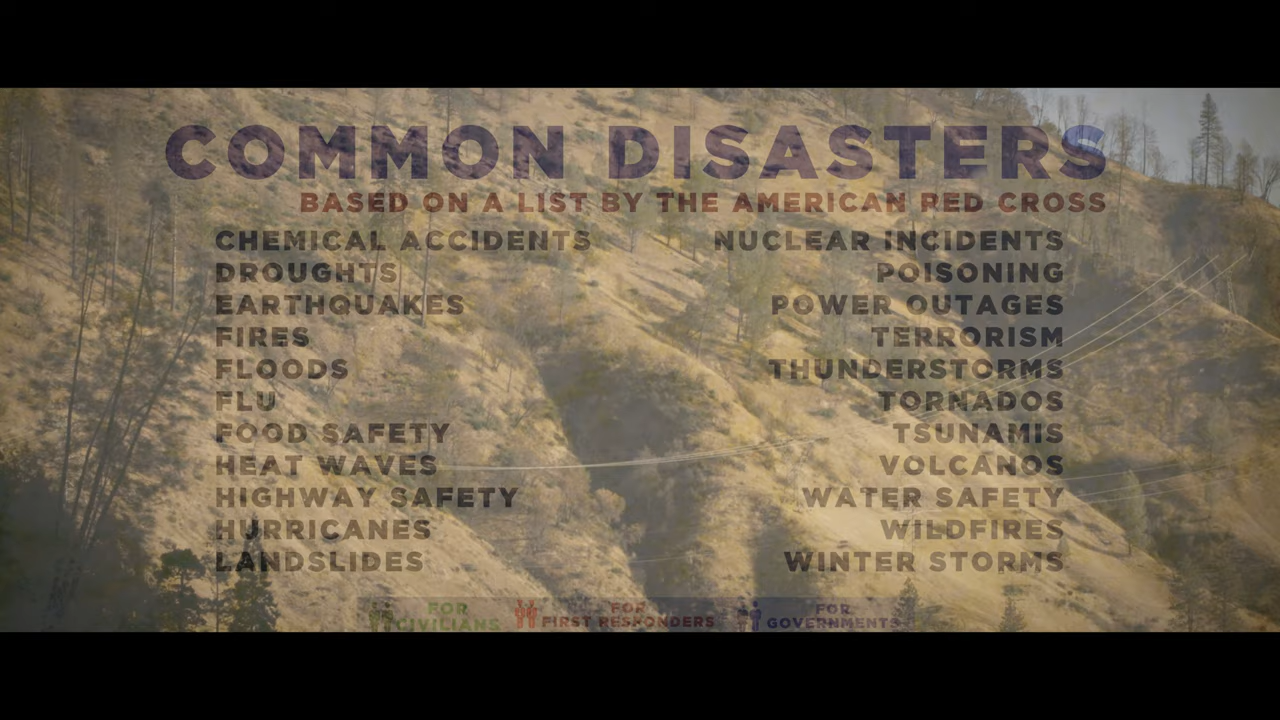 COMMON DISASTERS
BASED ON A LIST BY THE AMERICAN RED CROSS
CHEMICAL ACCIDENTS
DROUGHTS
EARTHQUAKES
FIRES
FLOODS
FLU
FOOD SAFETY
HEAT WAVES
HIGHWAY SAFETY
HURRICANES
LANDSLIDES
NUCLEAR INCIDENTS
POISONING
POWER OUTAGES
TERRORISM
THUNDERSTORMS
TORNADOS
TSUNAMIS
VOLCANOS
WATER SAFETY
WILDFIRES
WINTER STORMS
FOR
CIVILIANS
FOR
FIRST RESPONDERS
FOR
GOVERNMENTS